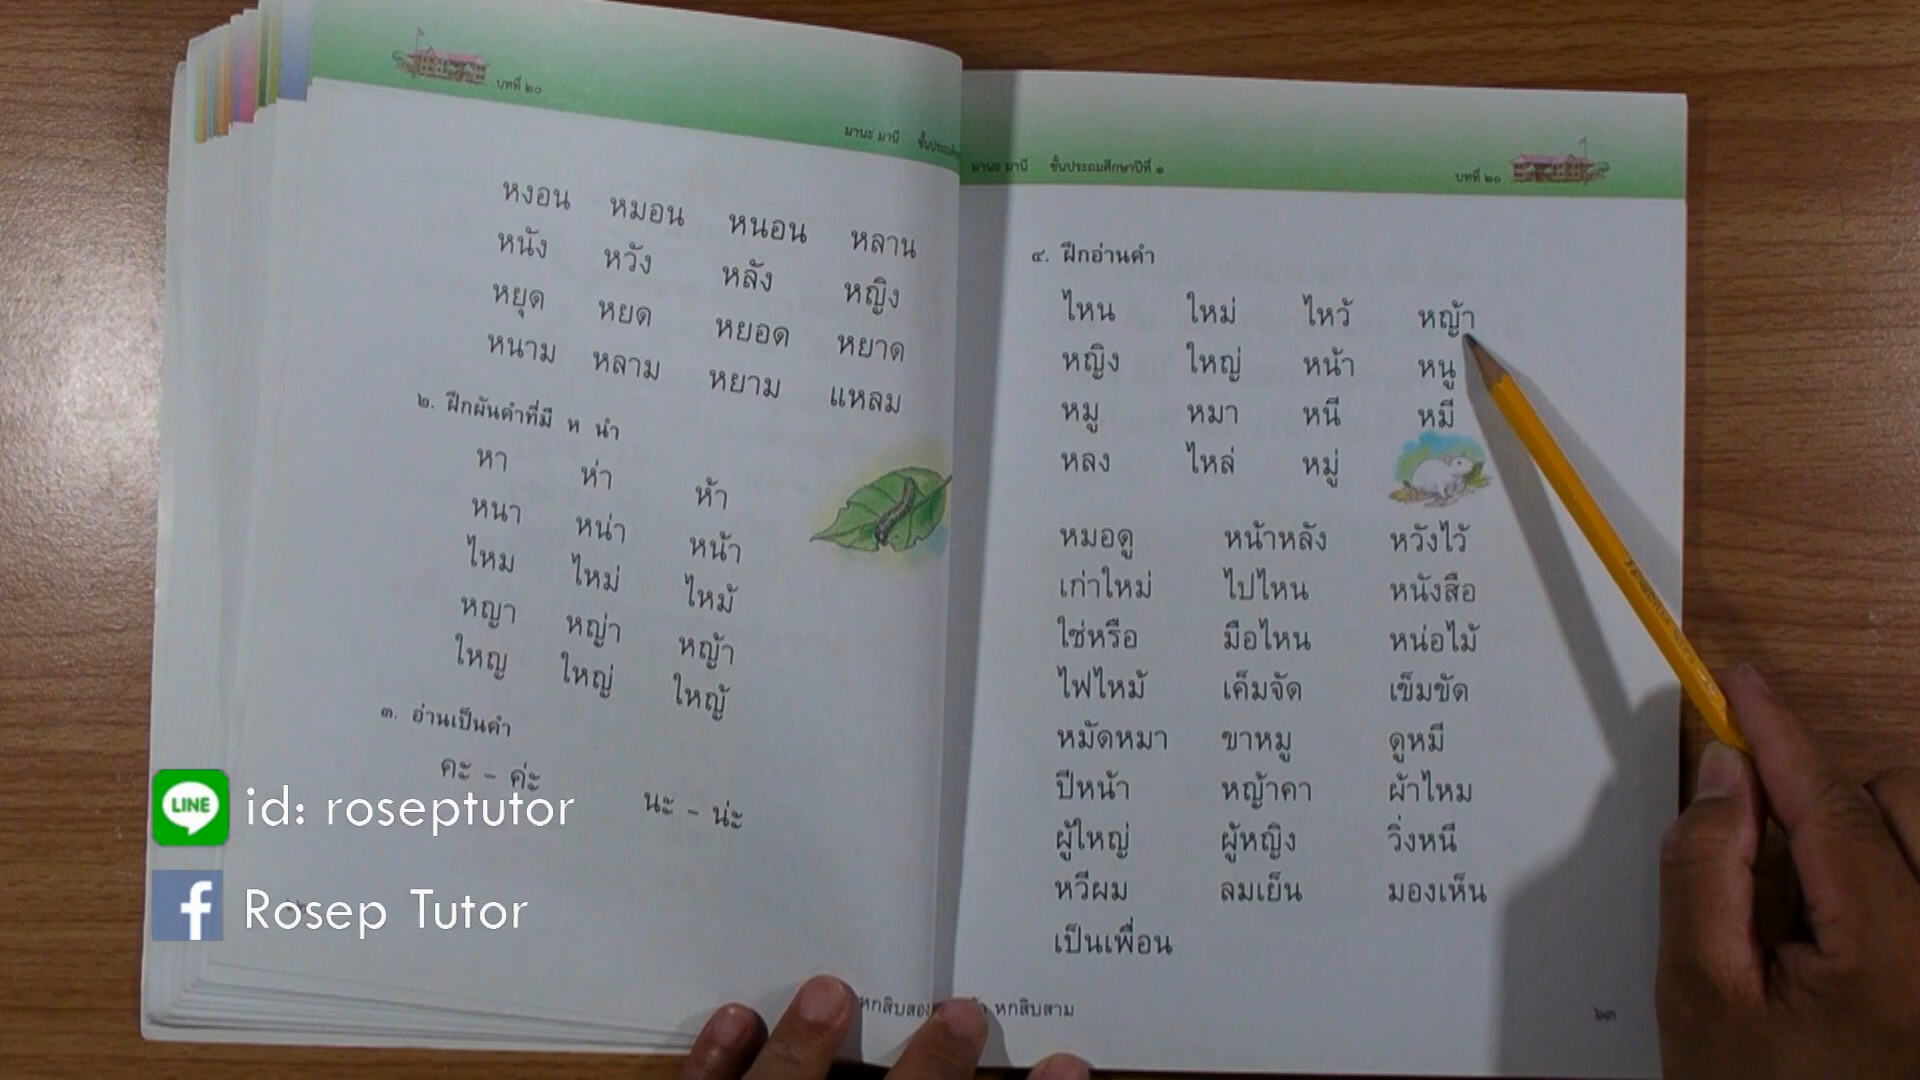 บทที่ ๒๐
มานะ มานี
หงอน หมอน หนอน หลาน
หนัง หวัง หลัง หญิง
หยุด หยด หยอด หยาด
หนาม หลาม หยาม แหลม
๒. ฝึกผันคำที่มี ห นำ
หา ห่า ห้า
หนา หน่า หน้า
ไหม ไหม่ ไหม้
หญา หญ่า หญ้า
ใหญ ใหญ่ ใหญ้
๓. อ่านเป็นคำ
คะ - ค่ะ นะ - น่ะ
LINE id: roseptutor
f Rosep Tutor
หกสิบสอง
มานะ มานี ชั้นประถมศึกษาปีที่ ๑
บทที่ ๒๐
๔. ฝึกอ่านคำ
ไหน ใหม่ ไหว้ หญ้า
หญิง ใหญ่ หน้า หนู
หมู หมา หนี หมี
หลง ไหล่ หมู่
หมอดู หน้าหลัง หวังไว้
เก่าใหม่ ไปไหน หนังสือ
ใช่หรือ มือไหน หน่อไม้
ไฟไหม้ เค็มจัด เข็มขัด
หมัดหมา ขาหมู ดูหมี
ปีหน้า หญ้าคา ผ้าไหม
ผู้ใหญ่ ผู้หญิง วิ่งหนี
หวีผม ลมเย็น มองเห็น
เป็นเพื่อน
หกสิบสาม
๖๓